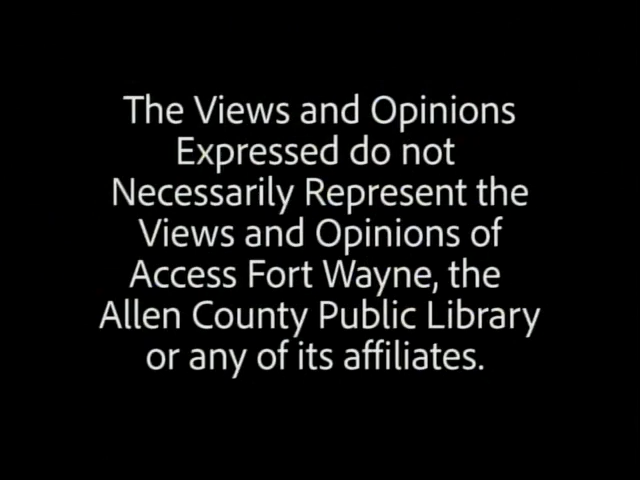 The Views and Opinions
Expressed do not
Necessarily Represent the
Views and Opinions of
Access Fort Wayne, the
Allen County Public Library
or any of its affiliates.